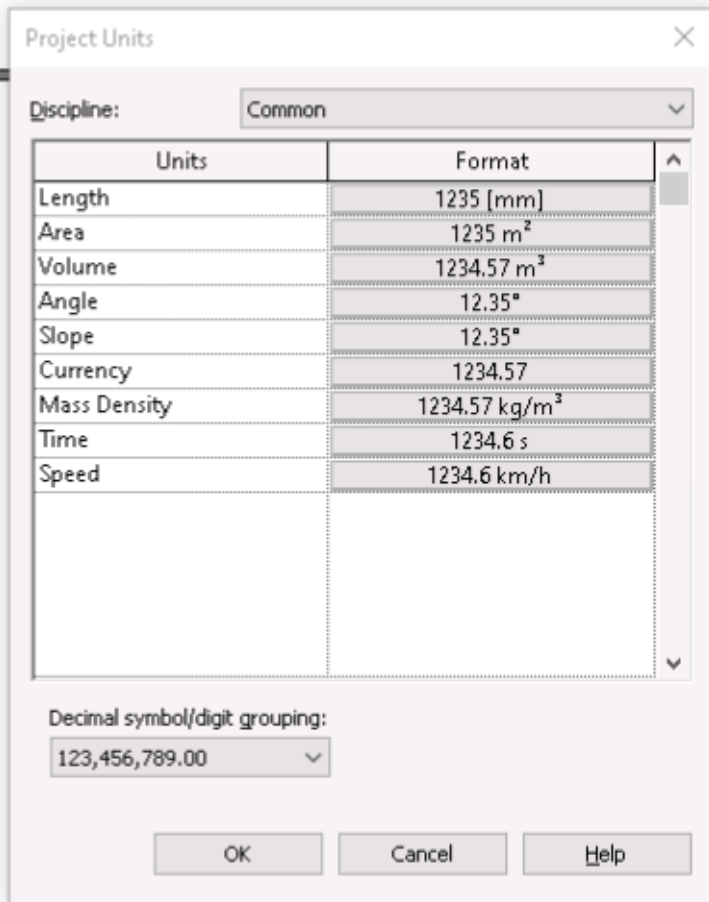 Project Units
Discipline: Common
Units Format
Length 1235 [mm]
Area 1235 m²
Volume 1234.57 m³
Angle 12.35°
Slope 12.35°
Currency 1234.57
Mass Density 1234.57 kg/m³
Time 1234.6 s
Speed 1234.6 km/h
Decimal symbol/digit grouping:
123,456,789.00
OK Cancel Help